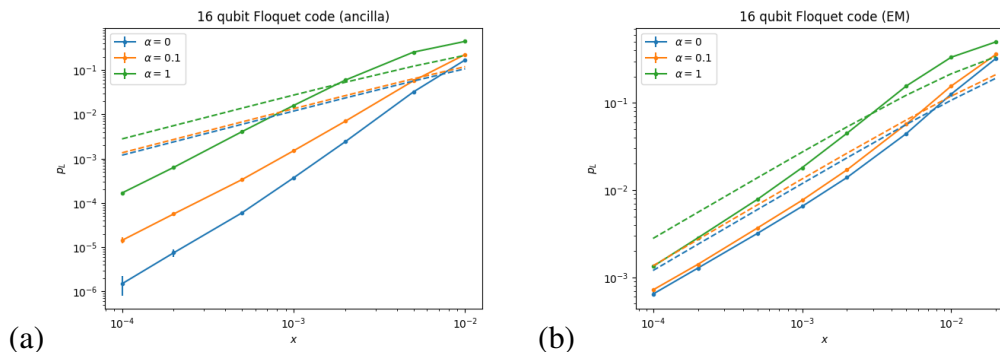 16 qubit Floquet code (ancilla)
α = 0
α = 0.1
α = 1
10⁻¹
10⁻²
10⁻³
10⁻⁴
10⁻⁵
10⁻⁶
p_L
10⁻⁴
10⁻³
10⁻²
x
(a)
16 qubit Floquet code (EM)
α = 0
α = 0.1
α = 1
10⁻¹
10⁻²
10⁻³
p_L
10⁻⁴
10⁻³
10⁻²
x
(b)